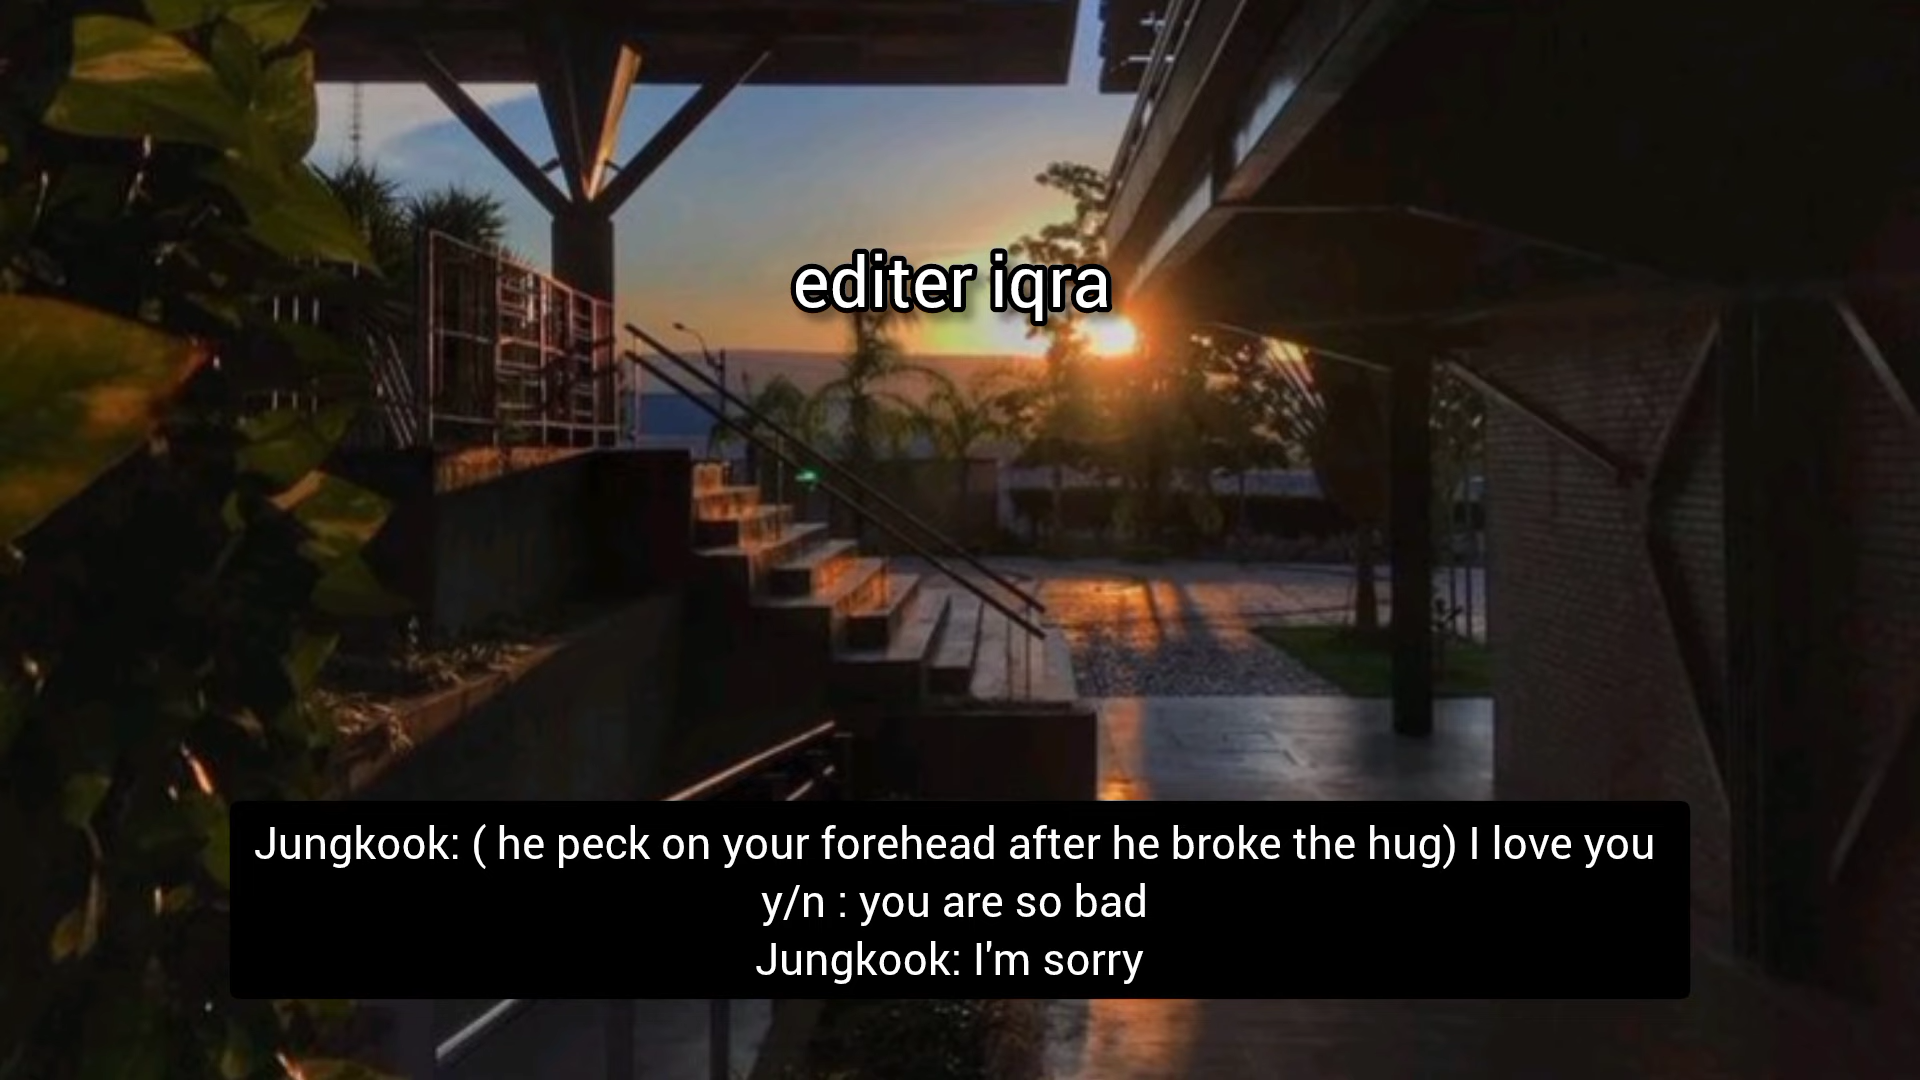 editer iqra
Jungkook: ( he peck on your forehead after he broke the hug) I love you
y/n : you are so bad
Jungkook: I'm sorry